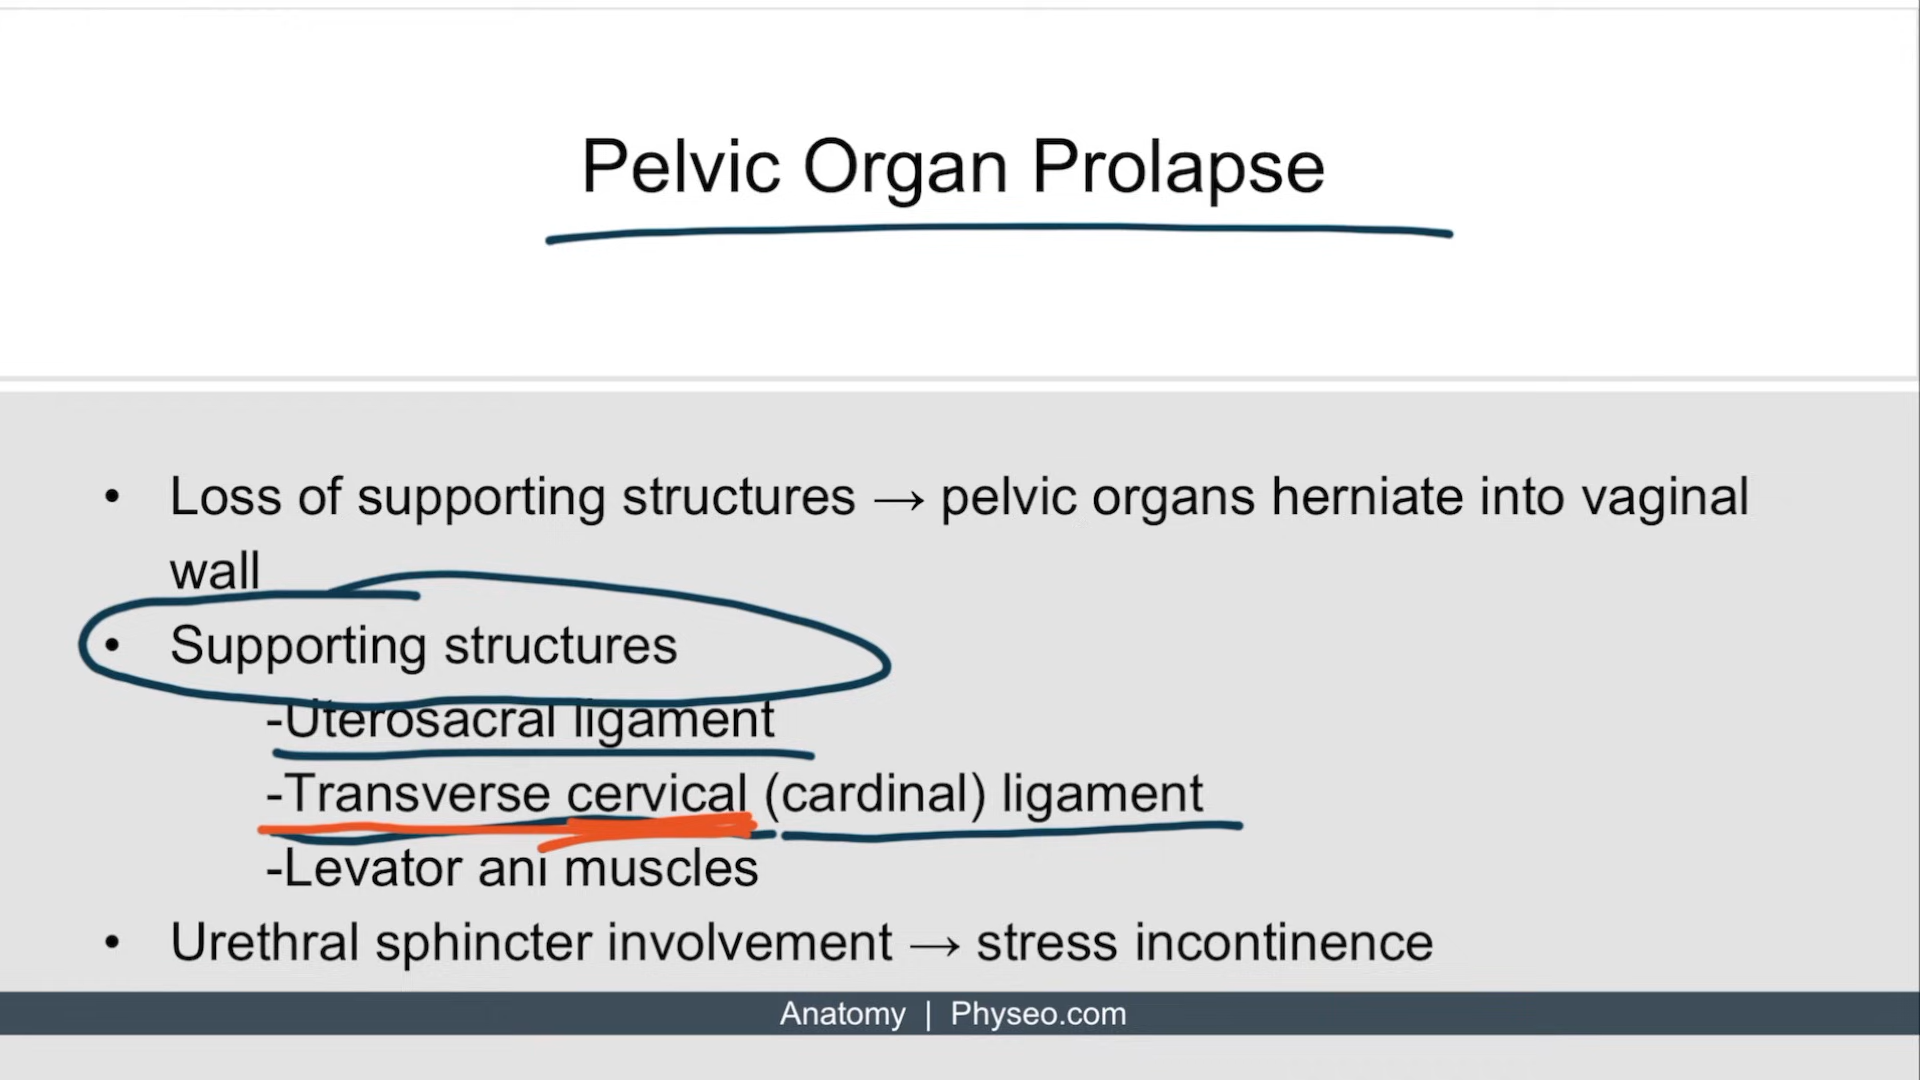 Pelvic Organ Prolapse
• Loss of supporting structures → pelvic organs herniate into vaginal
wall
• Supporting structures
-Uterosacral ligament
-Transverse cervical (cardinal) ligament
-Levator ani muscles
• Urethral sphincter involvement → stress incontinence
Anatomy | Physeo.com